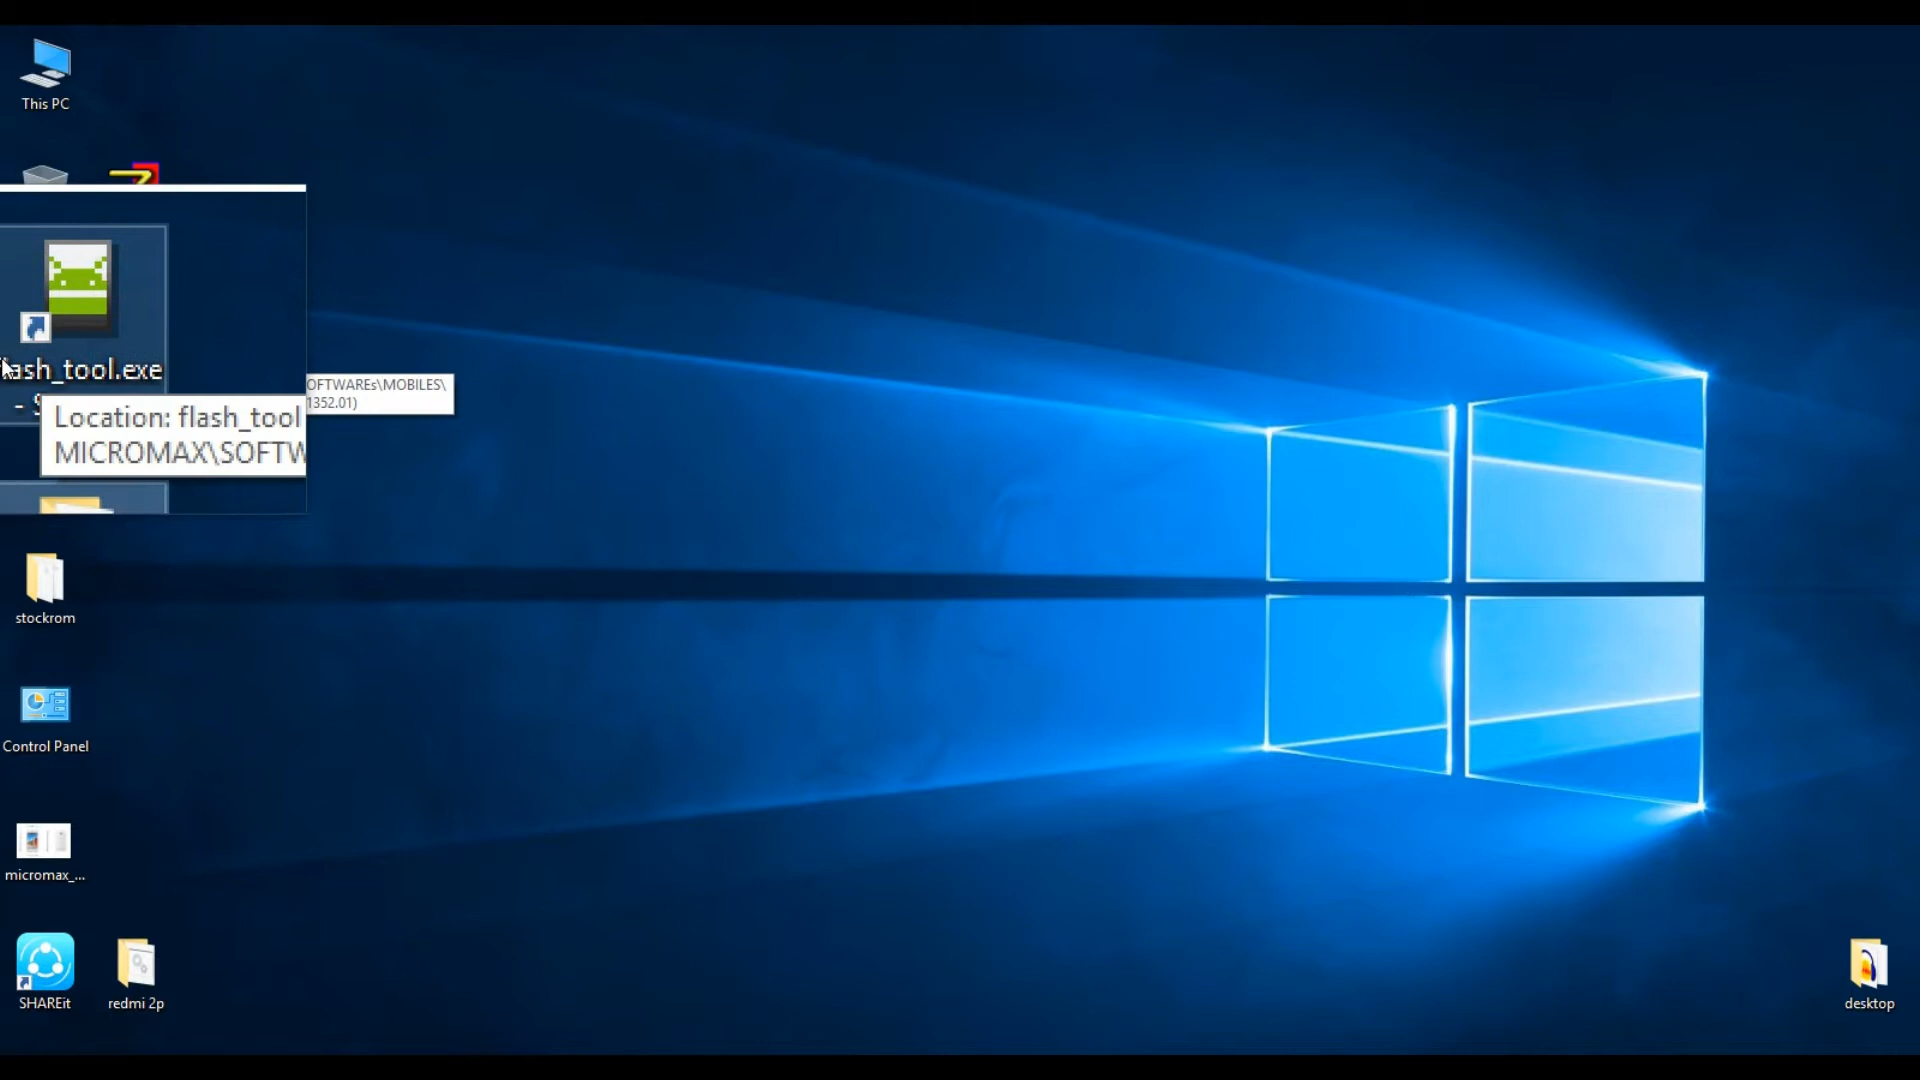 This PC
flash_tool.exe
- S
Location: flash_tool
MICROMAX\SOFTW
OFTWAREs\MOBILES\
1352.01)
stockrom
Control Panel
micromax_...
SHAREit
redmi 2p
desktop